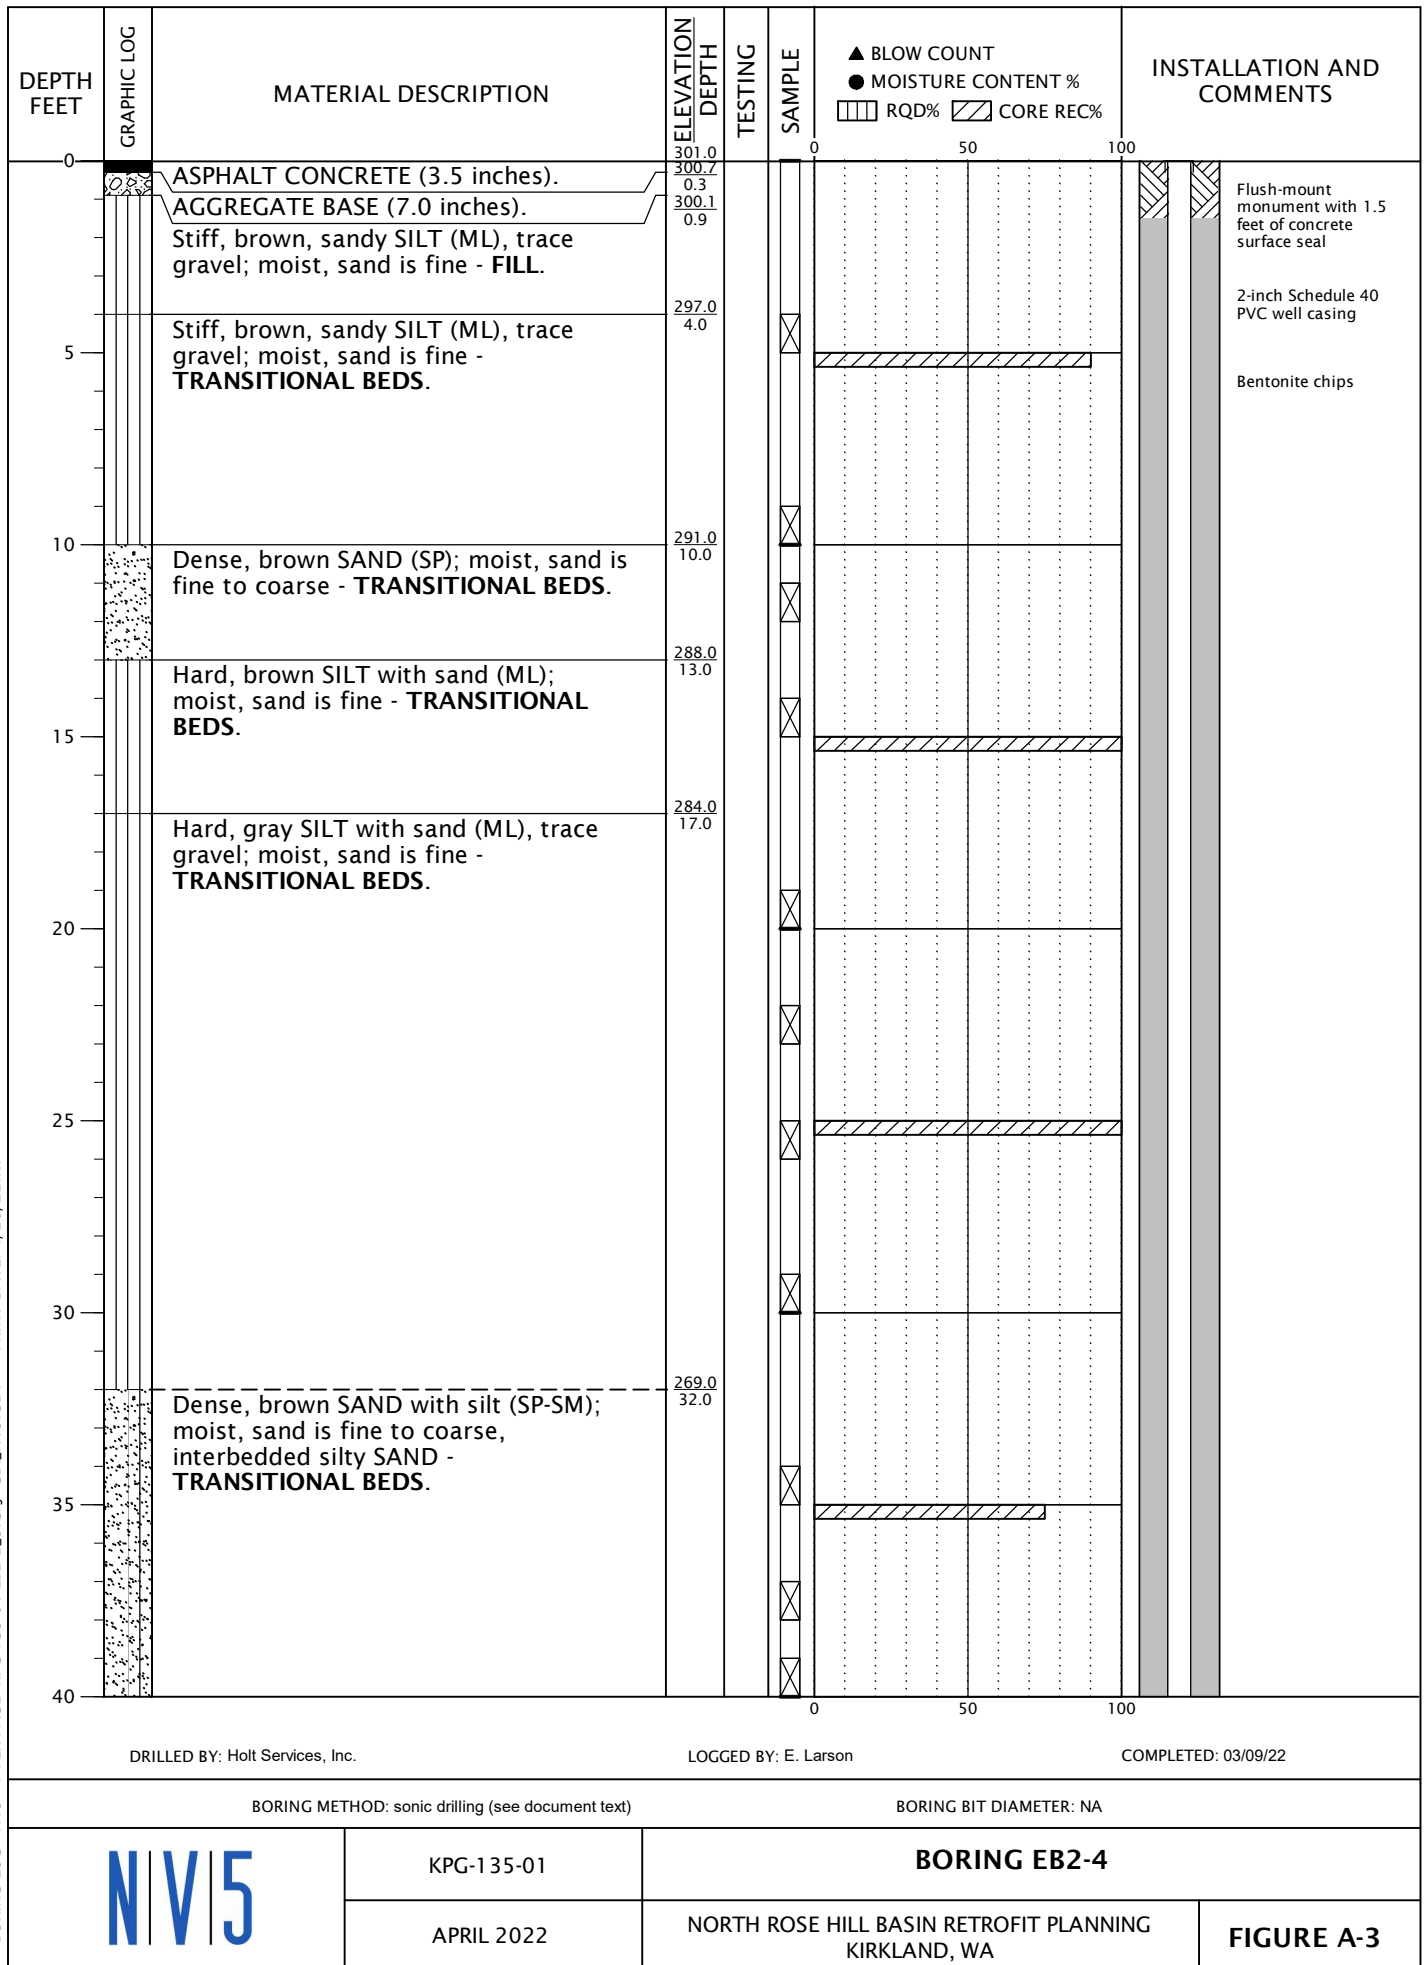 DEPTH
FEET
GRAPHIC LOG
MATERIAL DESCRIPTION
ELEVATION
DEPTH
TESTING
SAMPLE
▲ BLOW COUNT
● MOISTURE CONTENT %
RQD% CORE REC%
INSTALLATION AND
COMMENTS
0
301.0
0 50 100
ASPHALT CONCRETE (3.5 inches).
300.7
0.3
AGGREGATE BASE (7.0 inches).
300.1
0.9
Stiff, brown, sandy SILT (ML), trace
gravel; moist, sand is fine - FILL.
Flush-mount
monument with 1.5
feet of concrete
surface seal
2-inch Schedule 40
PVC well casing
297.0
4.0
Stiff, brown, sandy SILT (ML), trace
gravel; moist, sand is fine -
TRANSITIONAL BEDS.
5
Bentonite chips
10
291.0
10.0
Dense, brown SAND (SP); moist, sand is
fine to coarse - TRANSITIONAL BEDS.
288.0
13.0
Hard, brown SILT with sand (ML);
moist, sand is fine - TRANSITIONAL
BEDS.
15
284.0
17.0
Hard, gray SILT with sand (ML), trace
gravel; moist, sand is fine -
TRANSITIONAL BEDS.
20
25
30
269.0
32.0
Dense, brown SAND with silt (SP-SM);
moist, sand is fine to coarse,
interbedded silty SAND -
TRANSITIONAL BEDS.
35
40
0 50 100
DRILLED BY: Holt Services, Inc.
LOGGED BY: E. Larson
COMPLETED: 03/09/22
BORING METHOD: sonic drilling (see document text)
BORING BIT DIAMETER: NA
N|V|5
KPG-135-01
BORING EB2-4
APRIL 2022
NORTH ROSE HILL BASIN RETROFIT PLANNING
KIRKLAND, WA
FIGURE A-3